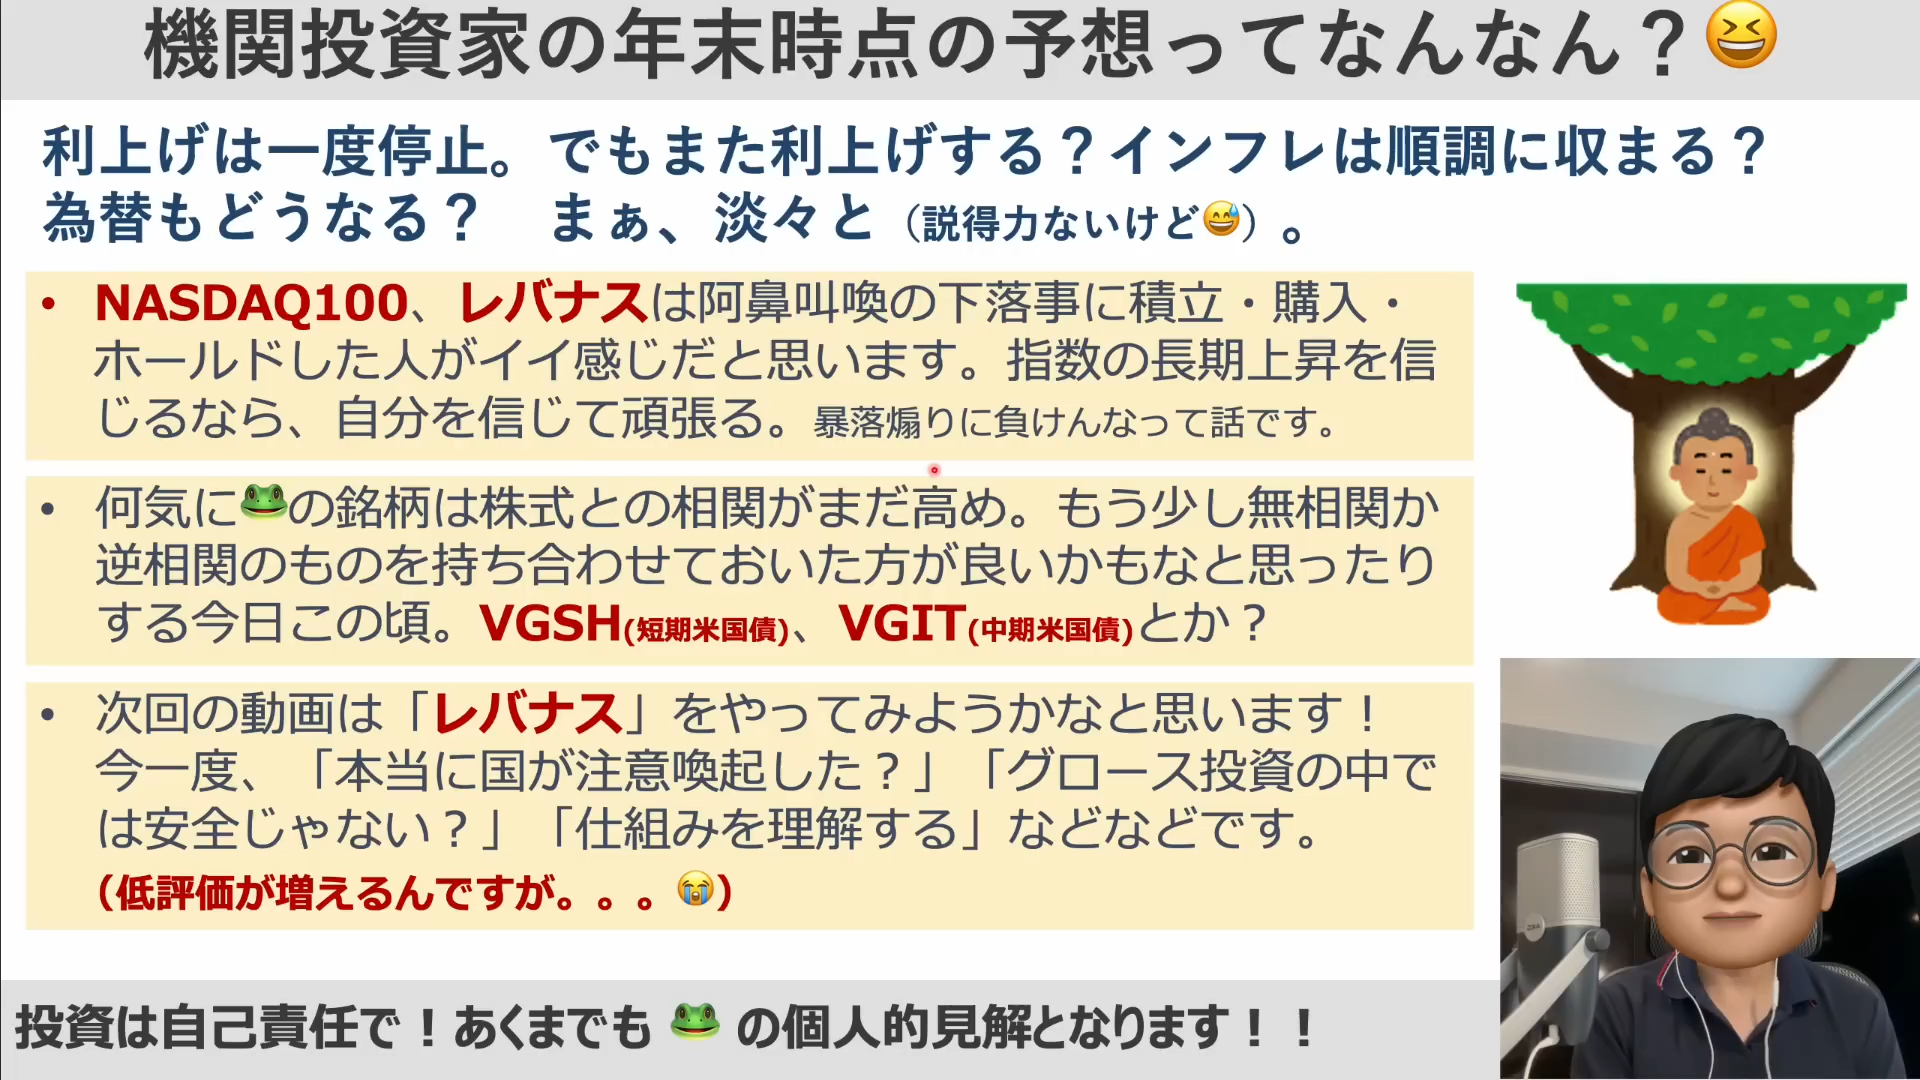 機関投資家の年末時点の予想ってなんなん？😆
利上げは一度停止。でもまた利上げする？インフレは順調に収まる？
為替もどうなる？　まぁ、淡々と（説得力ないけど😅）。
• NASDAQ100、レバナスは阿鼻叫喚の下落事に積立・購入・
ホールドした人がイイ感じだと思います。指数の長期上昇を信
じるなら、自分を信じて頑張る。暴落煽りに負けんなって話です。
• 何気に🐸の銘柄は株式との相関がまだ高め。もう少し無相関か
逆相関のものを持ち合わせておいた方が良いかもなと思ったり
する今日この頃。VGSH(短期米国債)、VGIT(中期米国債)とか？
• 次回の動画は「レバナス」をやってみようかなと思います！
今一度、「本当に国が注意喚起した？」「グロース投資の中で
は安全じゃない？」「仕組みを理解する」などなどです。
（低評価が増えるんですが。。。😭）
投資は自己責任で！あくまでも🐸の個人的見解となります！！